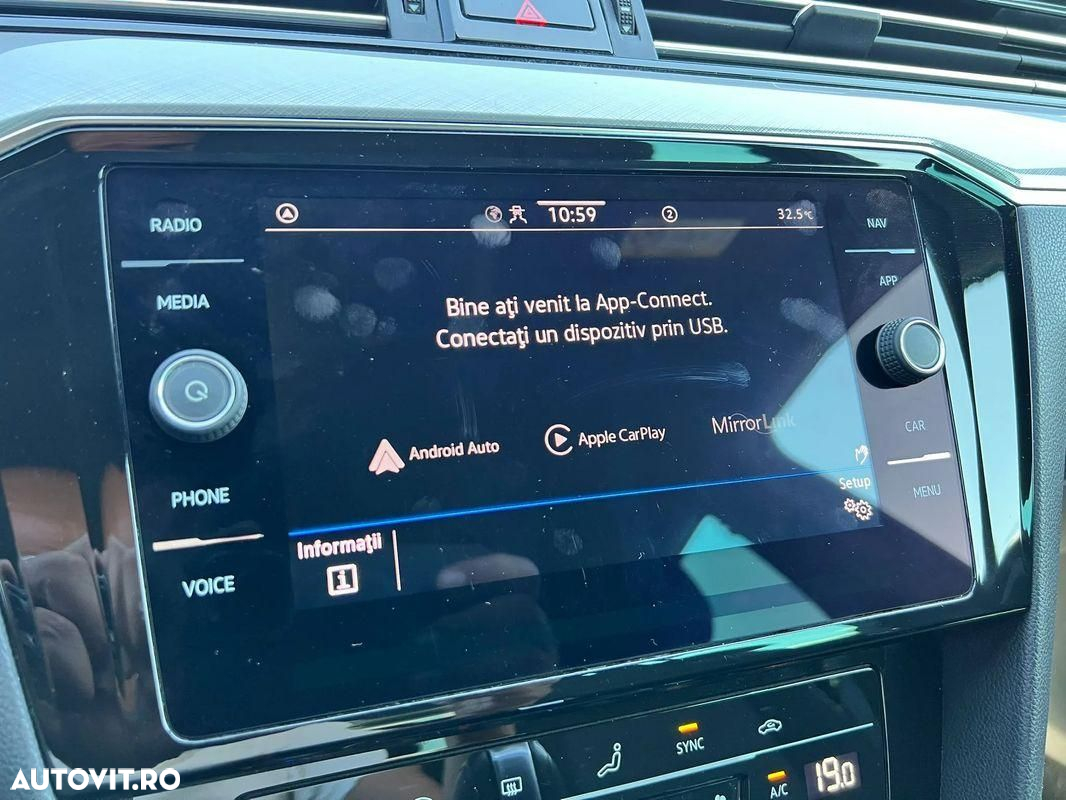 RADIO
MEDIA
PHONE
VOICE
10:59
2
32.5°C
Bine aţi venit la App-Connect.
Conectaţi un dispozitiv prin USB.
Android Auto
Apple CarPlay
MirrorLink
Setup
Informaţii
i
NAV
APP
CAR
MENU
SYNC
A/C
19.0
AUTOVIT.RO